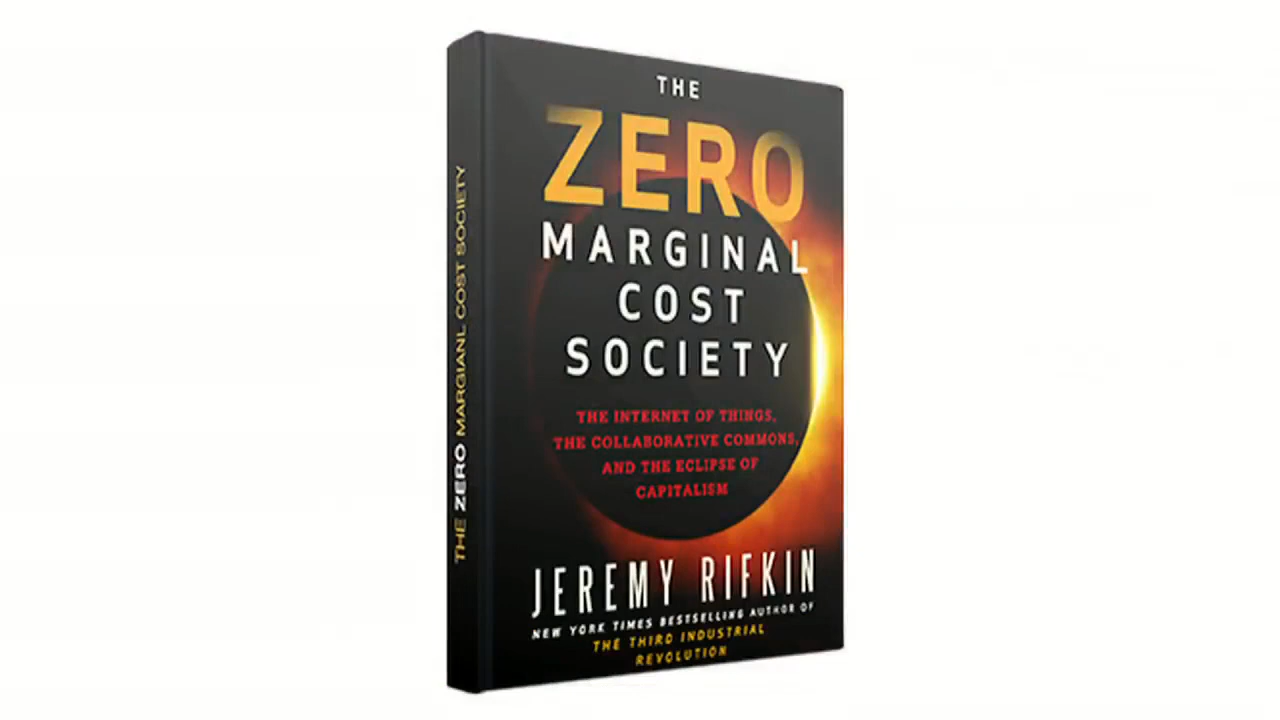 THE ZERO MARGIANL COST SOCIETY
THE
ZERO
MARGINAL
COST
SOCIETY
THE INTERNET OF THINGS,
THE COLLABORATIVE COMMONS,
AND THE ECLIPSE OF
CAPITALISM
JEREMY RIFKIN
NEW YORK TIMES BESTSELLING AUTHOR OF
THE THIRD INDUSTRIAL
REVOLUTION